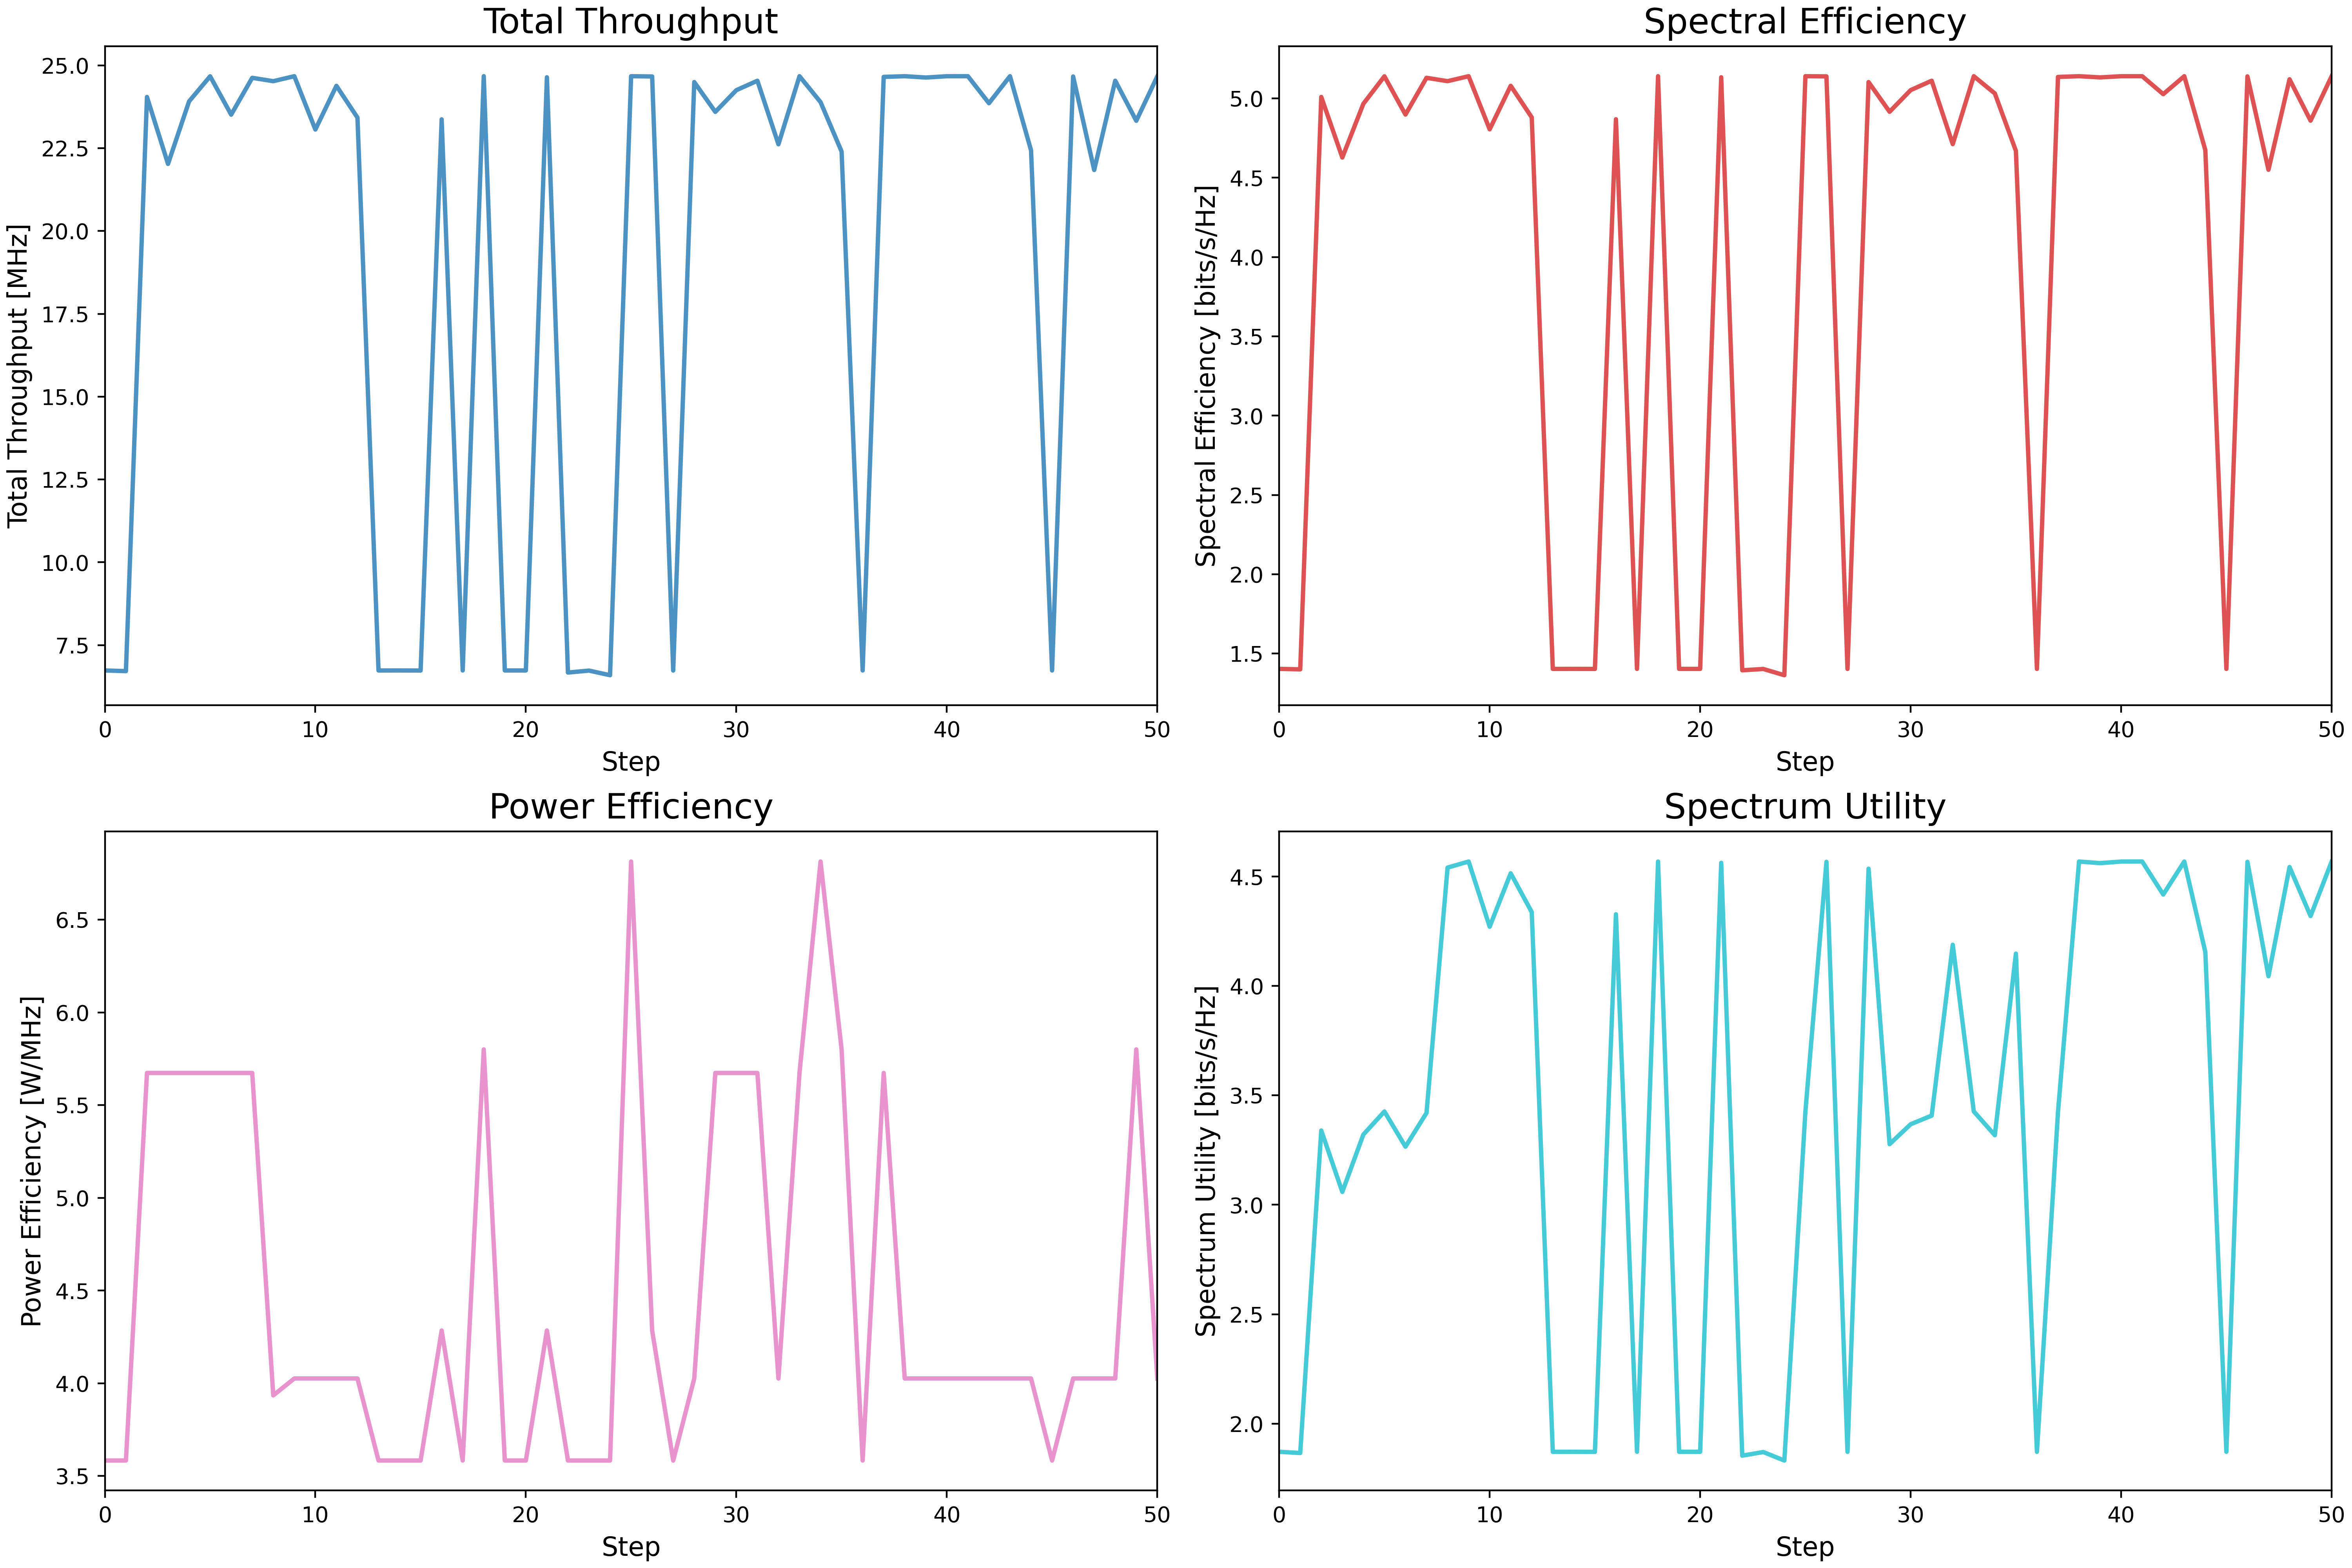 Total Throughput
Total Throughput [MHz]
25.0
22.5
20.0
17.5
15.0
12.5
10.0
7.5
0 10 20 30 40 50
Step
Spectral Efficiency
Spectral Efficiency [bits/s/Hz]
5.0
4.5
4.0
3.5
3.0
2.5
2.0
1.5
0 10 20 30 40 50
Step
Power Efficiency
Power Efficiency [W/MHz]
6.5
6.0
5.5
5.0
4.5
4.0
3.5
0 10 20 30 40 50
Step
Spectrum Utility
Spectrum Utility [bits/s/Hz]
4.5
4.0
3.5
3.0
2.5
2.0
0 10 20 30 40 50
Step